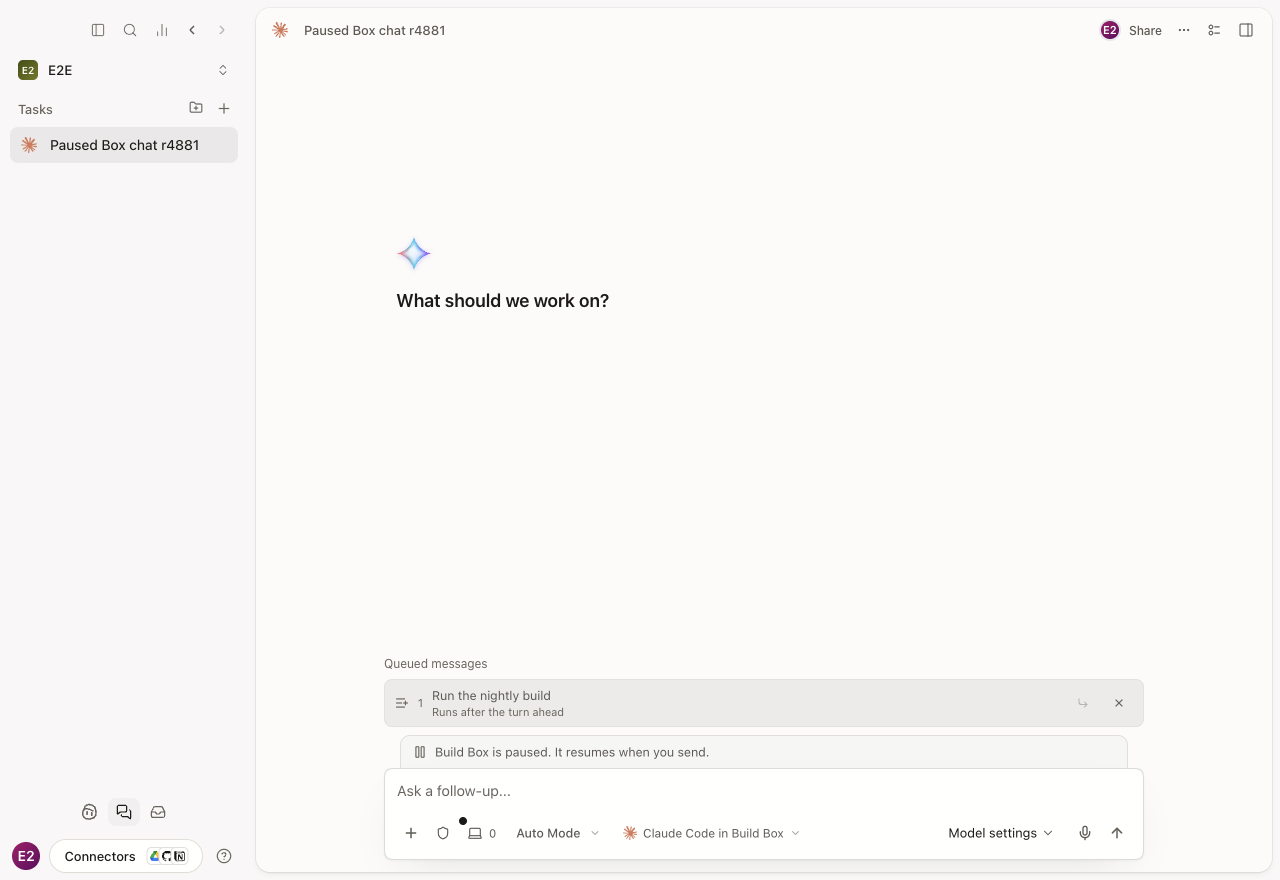 Paused Box chat r4881
E2 Share
E2 E2E
Tasks
Paused Box chat r4881
What should we work on?
Queued messages
1 Run the nightly build
Runs after the turn ahead
Build Box is paused. It resumes when you send.
Ask a follow-up...
0 Auto Mode Claude Code in Build Box Model settings
E2 Connectors